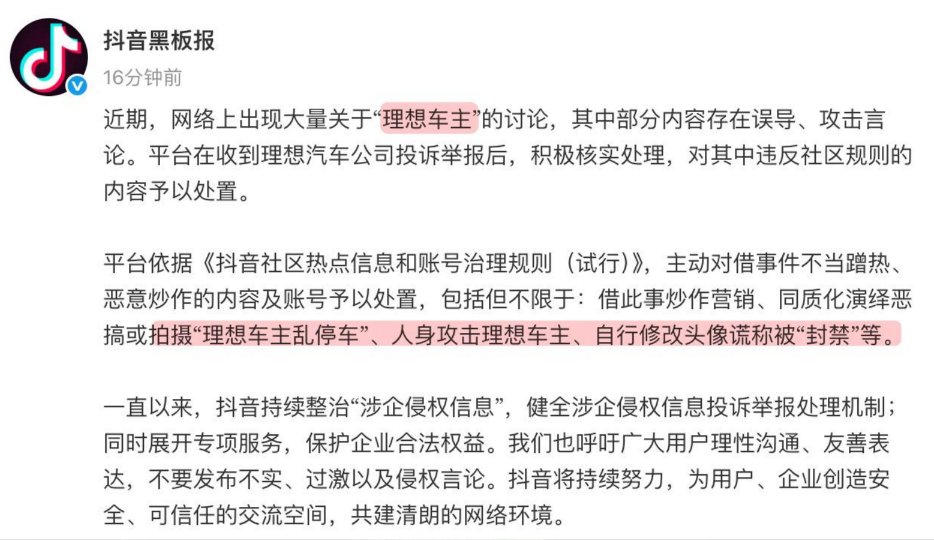 抖音黑板报
16分钟前
近期，网络上出现大量关于“理想车主”的讨论，其中部分内容存在误导、攻击言
论。平台在收到理想汽车公司投诉举报后，积极核实处理，对其中违反社区规则的
内容予以处置。
平台依据《抖音社区热点信息和账号治理规则（试行）》，主动对借事件不当蹭热、
恶意炒作的内容及账号予以处置，包括但不限于：借此事炒作营销、同质化演绎恶
搞或拍摄“理想车主乱停车”、人身攻击理想车主、自行修改头像谎称被“封禁”等。
一直以来，抖音持续整治“涉企侵权信息”，健全涉企侵权信息投诉举报处理机制；
同时展开专项服务，保护企业合法权益。我们也呼吁广大用户理性沟通、友善表
达，不要发布不实、过激以及侵权言论。抖音将持续努力，为用户、企业创造安
全、可信任的交流空间，共建清朗的网络环境。